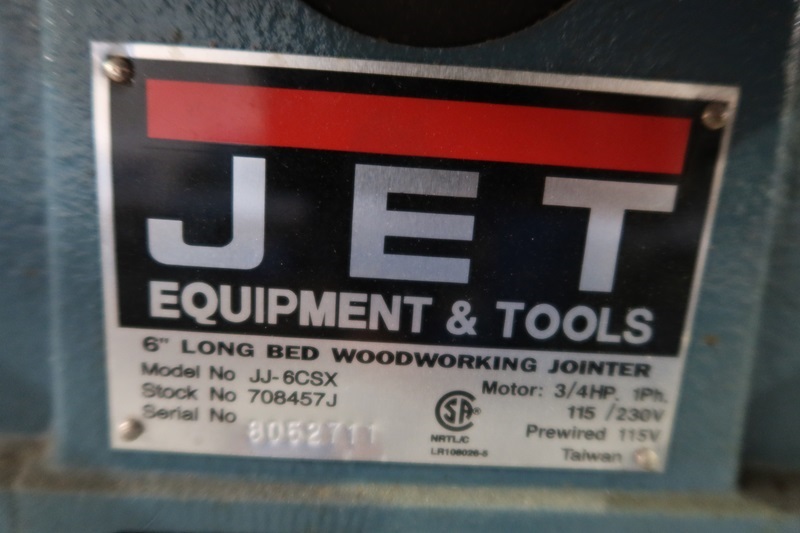 JET
EQUIPMENT & TOOLS
6" LONG BED WOODWORKING JOINTER
Model No JJ-6CSX
Stock No 708457J
Serial No 8052711
Motor: 3/4HP, 1Ph.
115 /230V
Prewired 115V
Taiwan
SA®
NRTL/C
LR108026-5